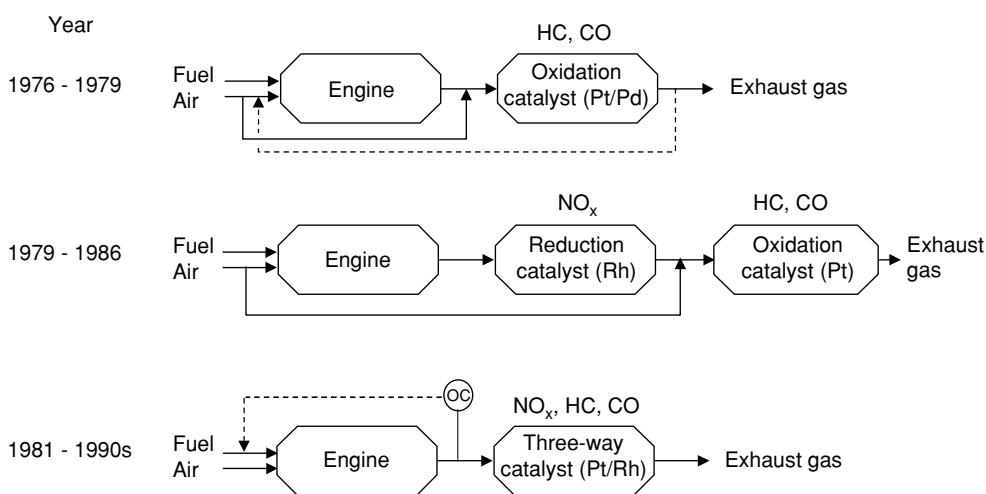 Year
HC, CO
1976 - 1979
Fuel
Air
Engine
Oxidation
catalyst (Pt/Pd)
Exhaust gas
NOx
HC, CO
1979 - 1986
Fuel
Air
Engine
Reduction
catalyst (Rh)
Oxidation
catalyst (Pt)
Exhaust
gas
OC
NOx, HC, CO
1981 - 1990s
Fuel
Air
Engine
Three-way
catalyst (Pt/Rh)
Exhaust gas